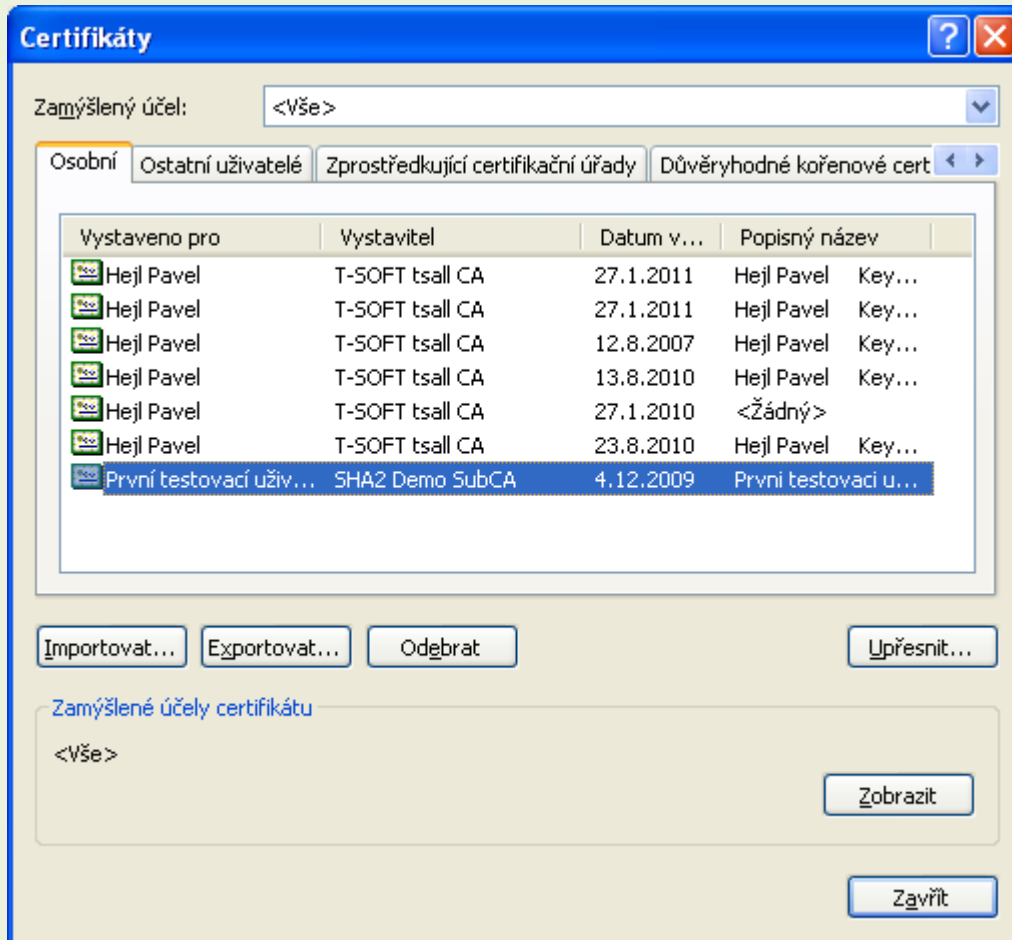 Certifikáty
Zamýšlený účel: <Vše>
Osobní Ostatní uživatelé Zprostředkující certifikační úřady Důvěryhodné kořenové cert
Vystaveno pro Vystavitel Datum v... Popisný název
Hejl Pavel T-SOFT tsall CA 27.1.2011 Hejl Pavel Key...
Hejl Pavel T-SOFT tsall CA 27.1.2011 Hejl Pavel Key...
Hejl Pavel T-SOFT tsall CA 12.8.2007 Hejl Pavel Key...
Hejl Pavel T-SOFT tsall CA 13.8.2010 Hejl Pavel Key...
Hejl Pavel T-SOFT tsall CA 27.1.2010 <Žádný>
Hejl Pavel T-SOFT tsall CA 23.8.2010 Hejl Pavel Key...
První testovací uživ... SHA2 Demo SubCA 4.12.2009 Prvni testovaci u...
Importovat... Exportovat... Odebrat Upřesnit...
Zamýšlené účely certifikátu
<Vše>
Zobrazit
Zavřít